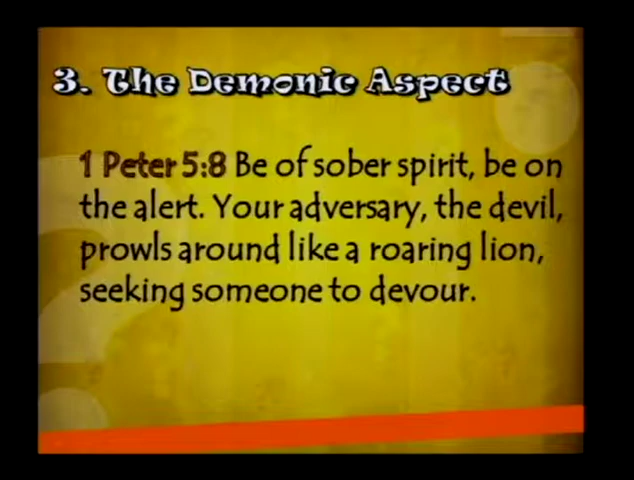 3. The Demonic Aspect
1 Peter 5:8 Be of sober spirit, be on
the alert. Your adversary, the devil,
prowls around like a roaring lion,
seeking someone to devour.